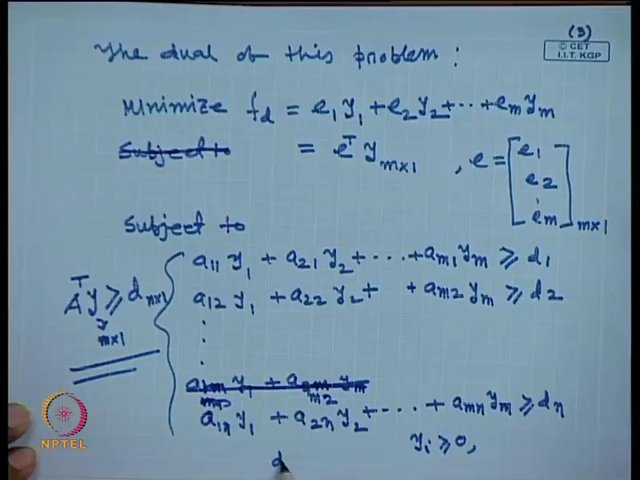 (3)
© CET
I.I.T. KGP
The dual of this problem :
Minimize f_d = e_1 y_1 + e_2 y_2 + ·· + e_m y_m
Subject to = e^T y_{m×1} , e = [e_1 e_2 : e_m]_{m×1}
Subject to
a_11 y_1 + a_21 y_2 + ··· + a_m1 y_m ≥ d_1
A^T y_{m×1} ≥ d_{n×1}
a_12 y_1 + a_22 y_2 + + a_m2 y_m ≥ d_2
:
:
a_1n y_1 + a_2n y_2 + ··· + a_mn y_m ≥ d_n
y_i ≥ 0,
d
NPTEL